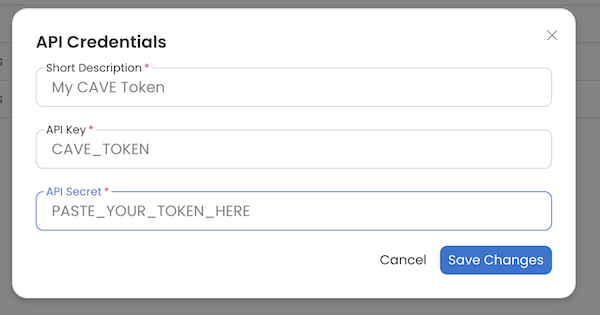 API Credentials
Short Description *
My CAVE Token
API Key *
CAVE_TOKEN
API Secret *
PASTE_YOUR_TOKEN_HERE
Cancel
Save Changes